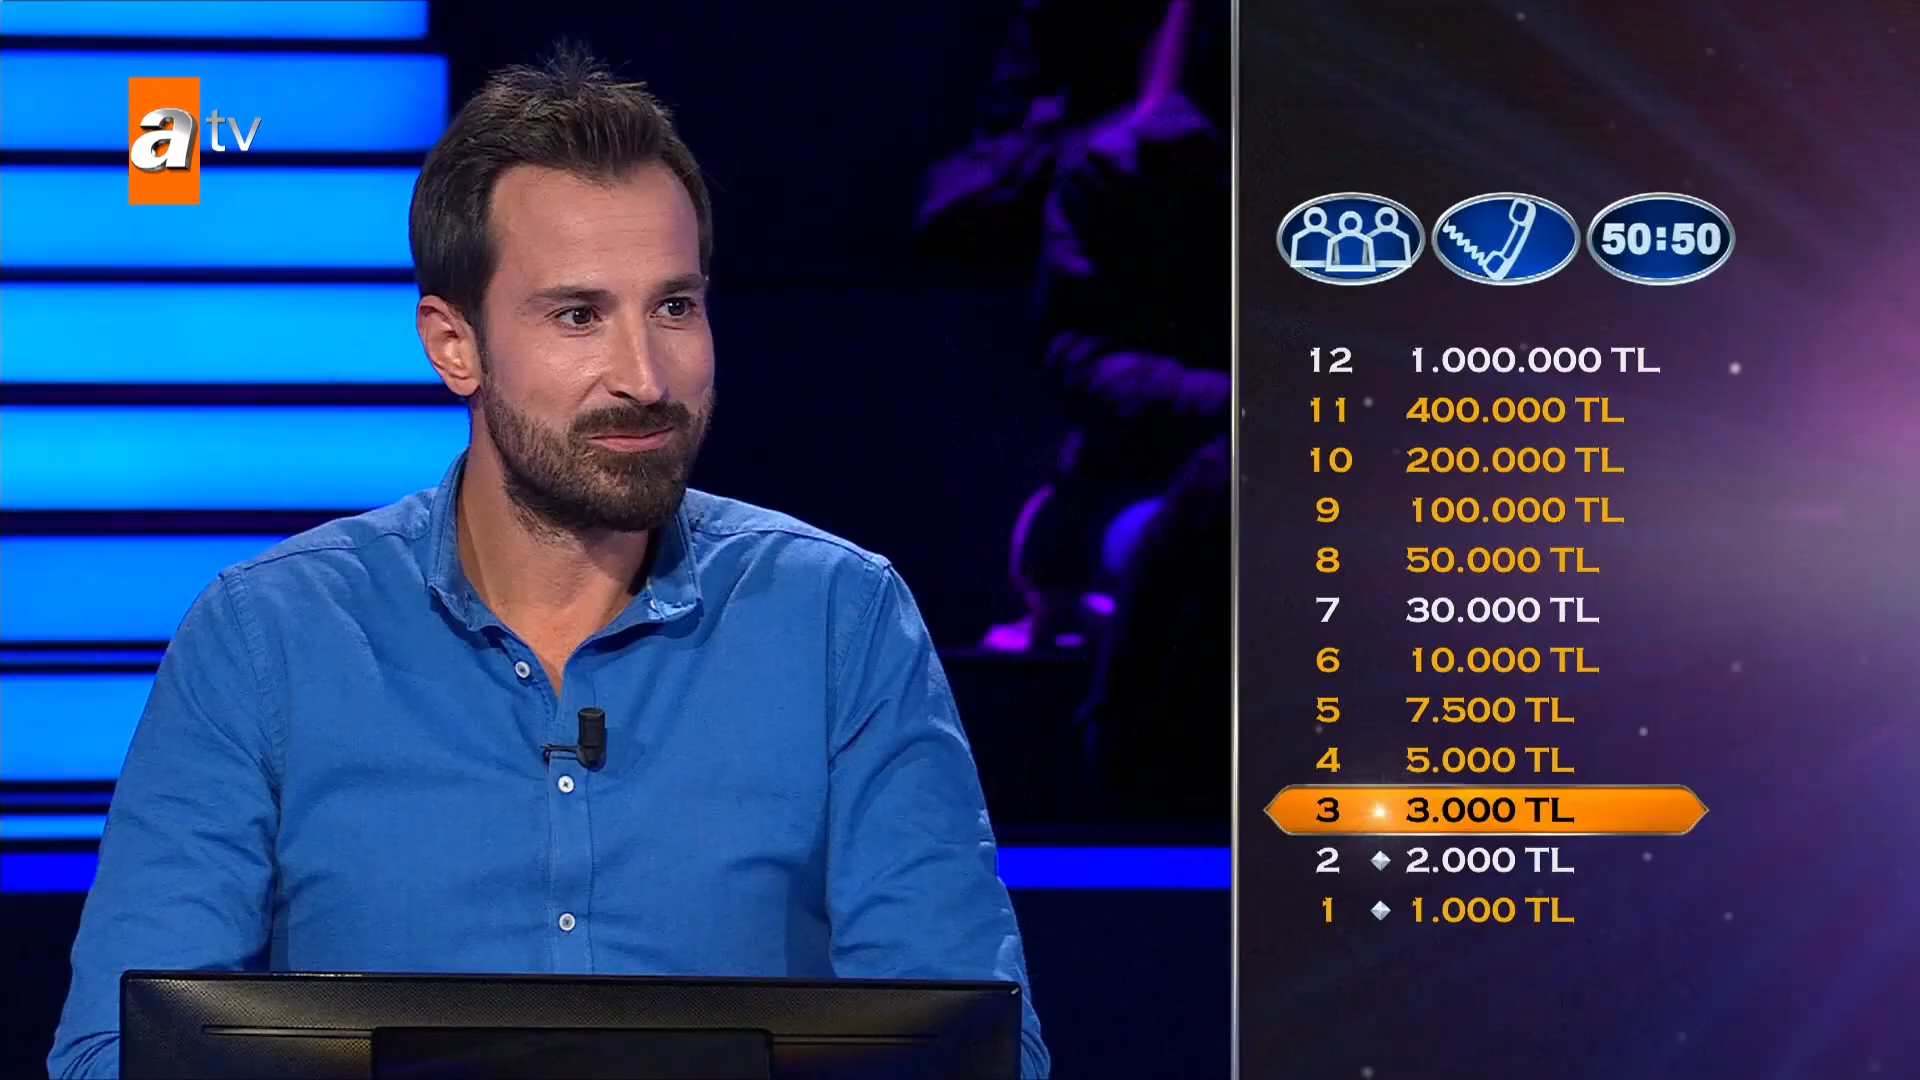 a tv
50:50
12 1.000.000 TL
11 400.000 TL
10 200.000 TL
9 100.000 TL
8 50.000 TL
7 30.000 TL
6 10.000 TL
5 7.500 TL
4 5.000 TL
3 3.000 TL
2 2.000 TL
1 1.000 TL